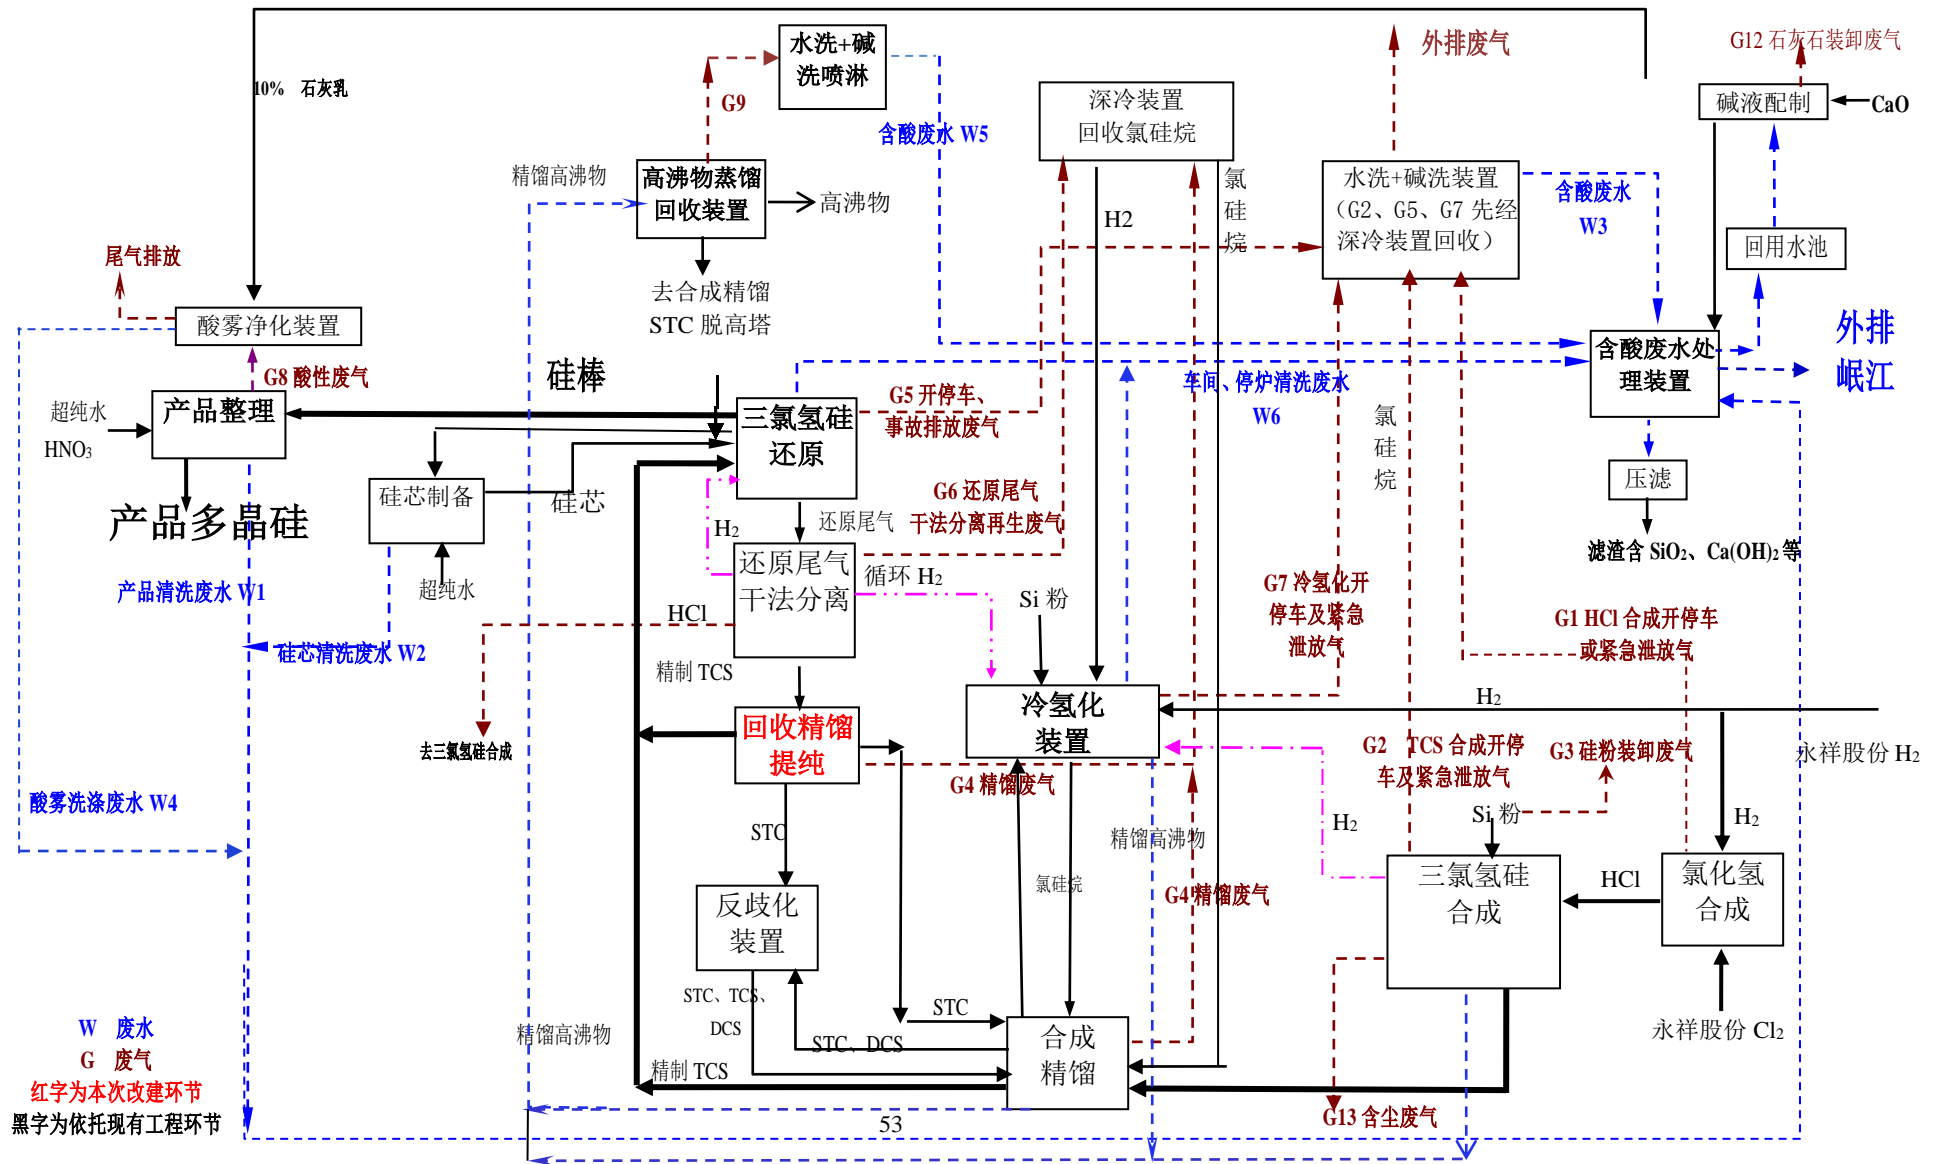 水洗+碱
洗喷淋
外排废气
G12 石灰石装卸废气
10% 石灰乳
G9
深冷装置
回收氯硅烷
碱液配制
CaO
含酸废水 W5
精馏高沸物
高沸物蒸馏
回收装置
高沸物
H2
氯
硅
烷
水洗+碱洗装置
（G2、G5、G7 先经
深冷装置回收）
含酸废水
W3
回用水池
尾气排放
去合成精馏
STC 脱高塔
酸雾净化装置
外排
岷江
含酸废水处
理装置
硅棒
G8 酸性废气
G5 开停车、
事故排放废气
车间、停炉清洗废水
W6
超纯水
HNO3
产品整理
三氯氢硅
还原
氯
硅
烷
压滤
硅芯制备
硅芯
G6 还原尾气
干法分离再生废气
产品多晶硅
H2
还原尾气
滤渣含 SiO2、Ca(OH)2 等
还原尾气
干法分离
循环 H2
产品清洗废水 W1
超纯水
HCl
Si 粉
G7 冷氢化开
停车及紧急
泄放气
G1 HCl 合成开停车
或紧急泄放气
硅芯清洗废水 W2
精制 TCS
冷氢化
装置
H2
回收精馏
提纯
去三氯氢硅合成
G2 TCS 合成开停
车及紧急泄放气
G3 硅粉装卸废气
永祥股份 H2
G4 精馏废气
酸雾洗涤废水 W4
STC
精馏高沸物
H2
Si 粉
H2
氯硅烷
G4 精馏废气
三氯氢硅
合成
HCl
氯化氢
合成
反歧化
装置
STC、TCS、
DCS
STC
精馏高沸物
STC、DCS
合成
精馏
永祥股份 Cl2
精制 TCS
W 废水
G 废气
红字为本次改建环节
黑字为依托现有工程环节
53
G13 含尘废气